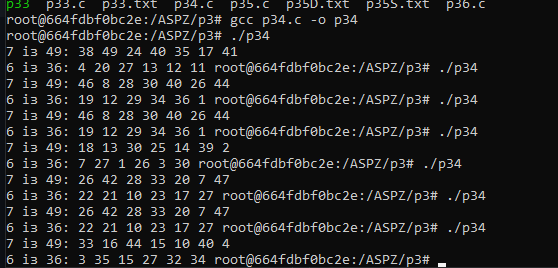 p33 p33.c p33.txt p34.c p35.c p35D.txt p35S.txt p36.c
root@664fdbf0bc2e:/ASPZ/p3# gcc p34.c -o p34
root@664fdbf0bc2e:/ASPZ/p3# ./p34
7 із 49: 38 49 24 40 35 17 41
6 із 36: 4 20 27 13 12 11 root@664fdbf0bc2e:/ASPZ/p3# ./p34
7 із 49: 46 8 28 30 40 26 44
6 із 36: 19 12 29 34 36 1 root@664fdbf0bc2e:/ASPZ/p3# ./p34
7 із 49: 46 8 28 30 40 26 44
6 із 36: 19 12 29 34 36 1 root@664fdbf0bc2e:/ASPZ/p3# ./p34
7 із 49: 18 13 30 25 14 39 2
6 із 36: 7 27 1 26 3 30 root@664fdbf0bc2e:/ASPZ/p3# ./p34
7 із 49: 26 42 28 33 20 7 47
6 із 36: 22 21 10 23 17 27 root@664fdbf0bc2e:/ASPZ/p3# ./p34
7 із 49: 26 42 28 33 20 7 47
6 із 36: 22 21 10 23 17 27 root@664fdbf0bc2e:/ASPZ/p3# ./p34
7 із 49: 33 16 44 15 10 40 4
6 із 36: 3 35 15 27 32 34 root@664fdbf0bc2e:/ASPZ/p3#